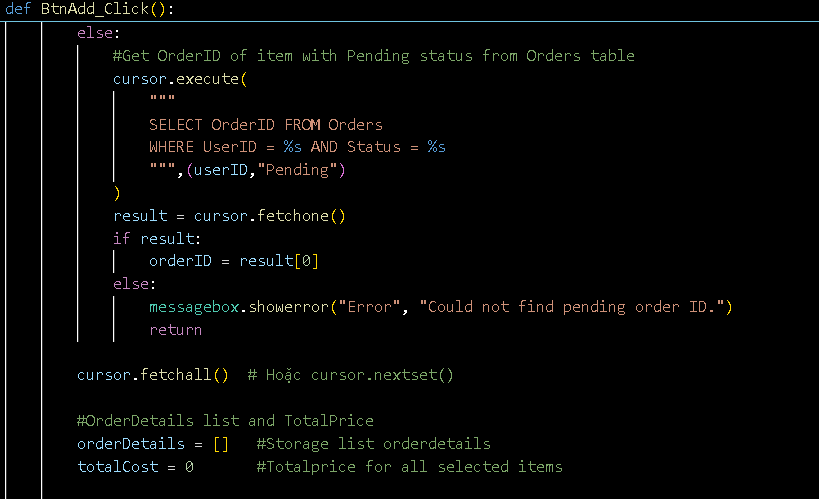 def BtnAdd_Click():
else:
#Get OrderID of item with Pending status from Orders table
cursor.execute(
"""
SELECT OrderID FROM Orders
WHERE UserID = %s AND Status = %s
""",(userID,"Pending")
)
result = cursor.fetchone()
if result:
orderID = result[0]
else:
messagebox.showerror("Error", "Could not find pending order ID.")
return
cursor.fetchall()  # Hoặc cursor.nextset()
#OrderDetails list and TotalPrice
orderDetails = []   #Storage list orderdetails
totalCost = 0       #Totalprice for all selected items